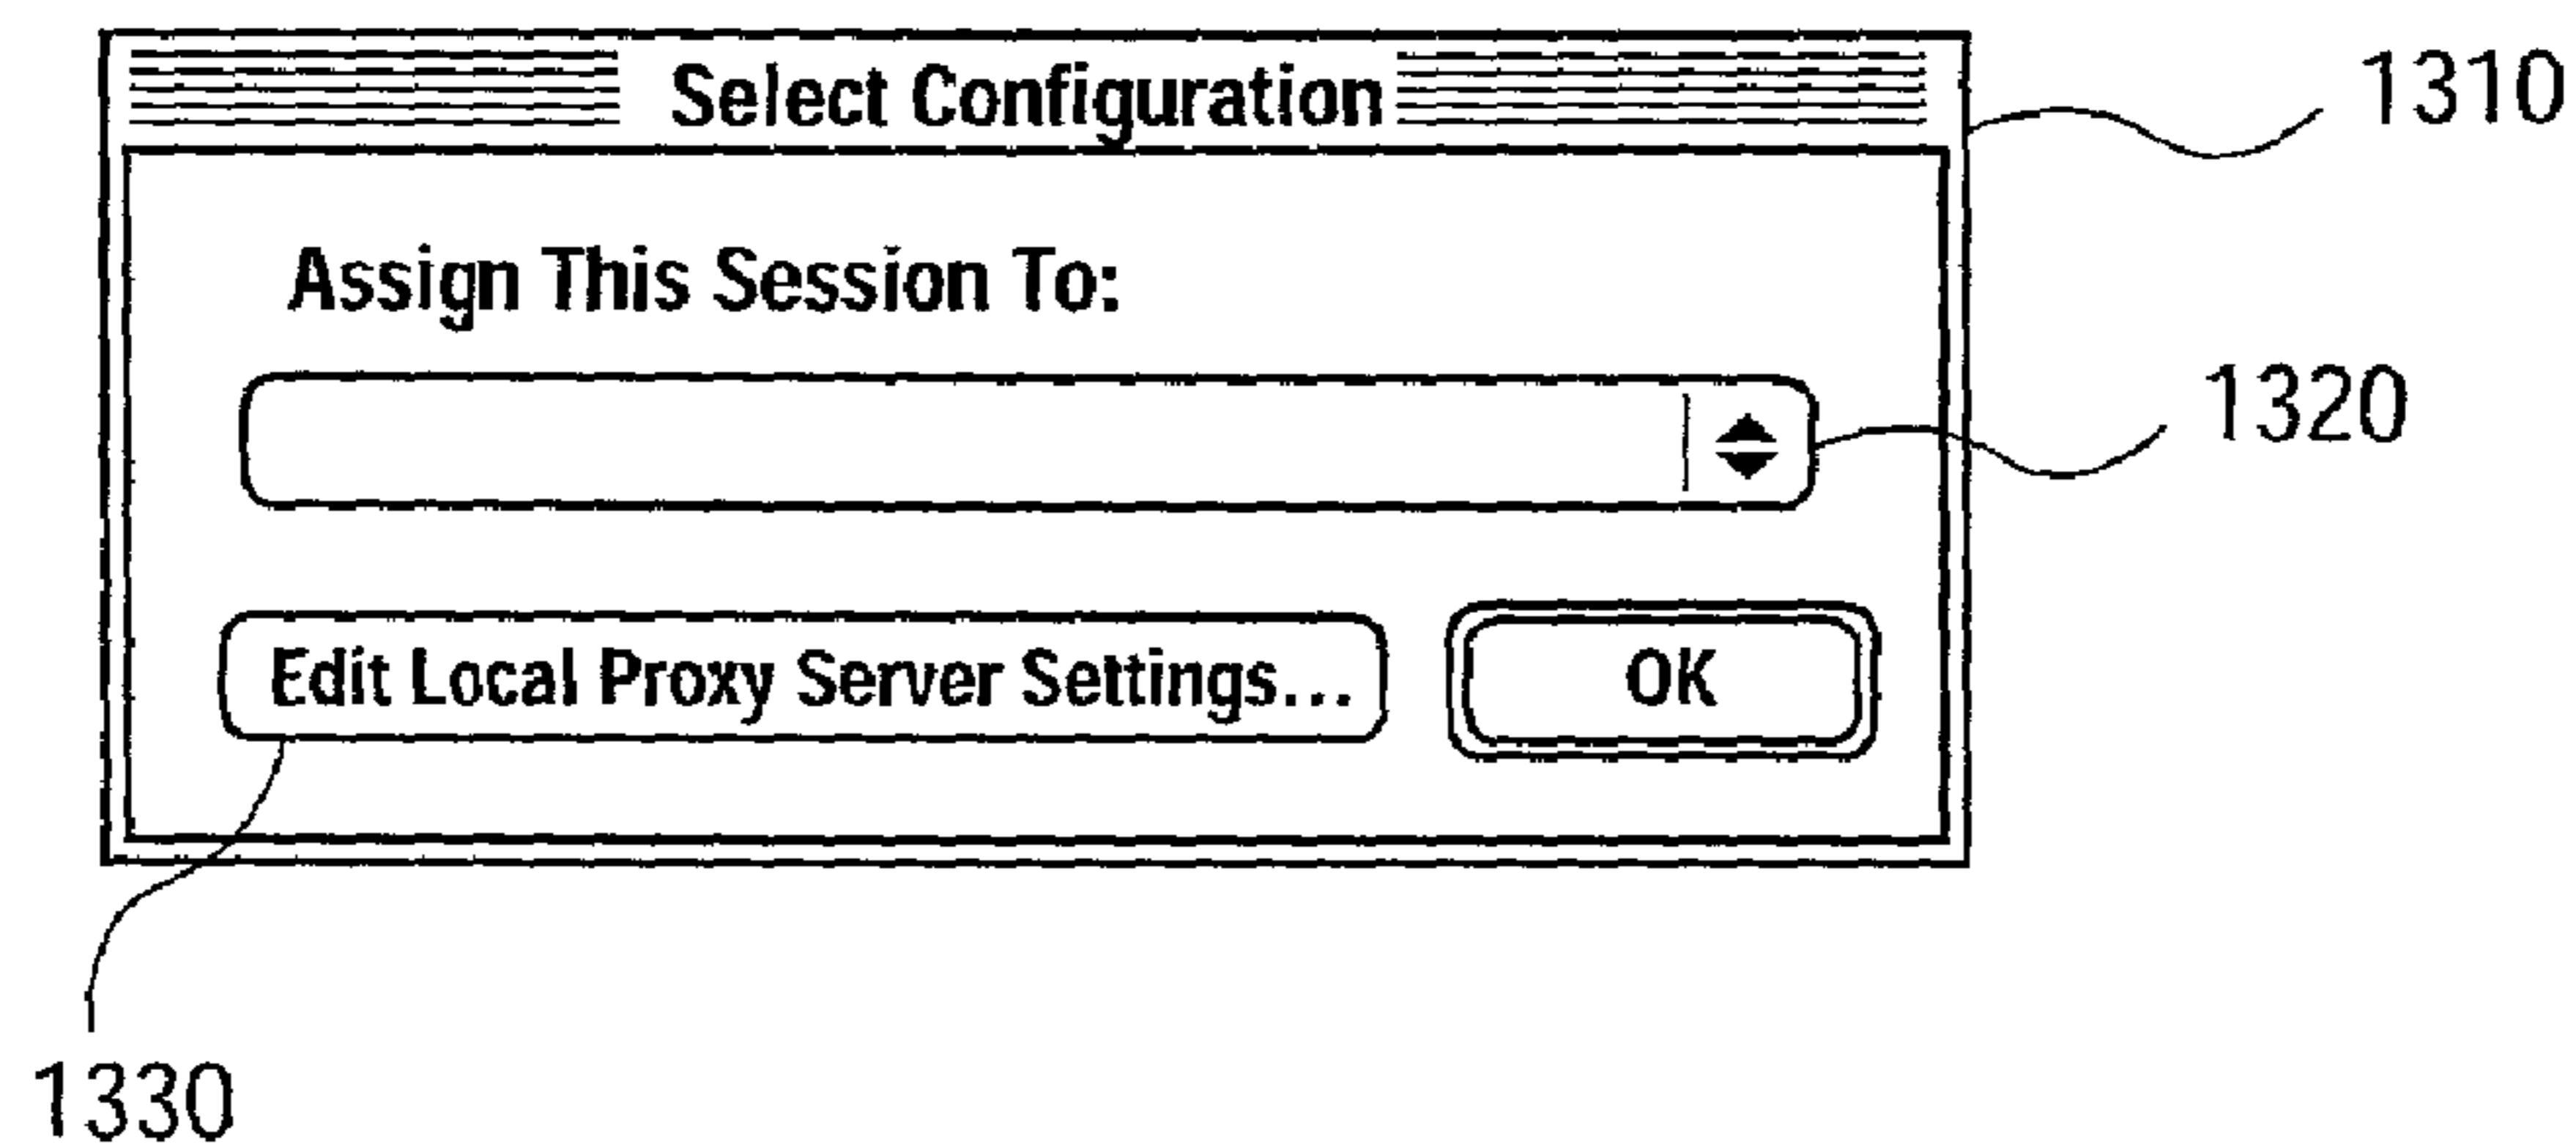 Select Configuration
1310
Assign This Session To:
1320
Edit Local Proxy Server Settings... OK
1330